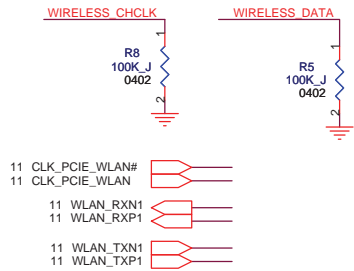 WIRELESS_CHCLK
WIRELESS_DATA
1
1
R8
100K_J
0402
R5
100K_J
0402
2
2
11 CLK_PCIE_WLAN#
11 CLK_PCIE_WLAN
11 WLAN_RXN1
11 WLAN_RXP1
11 WLAN_TXN1
11 WLAN_TXP1